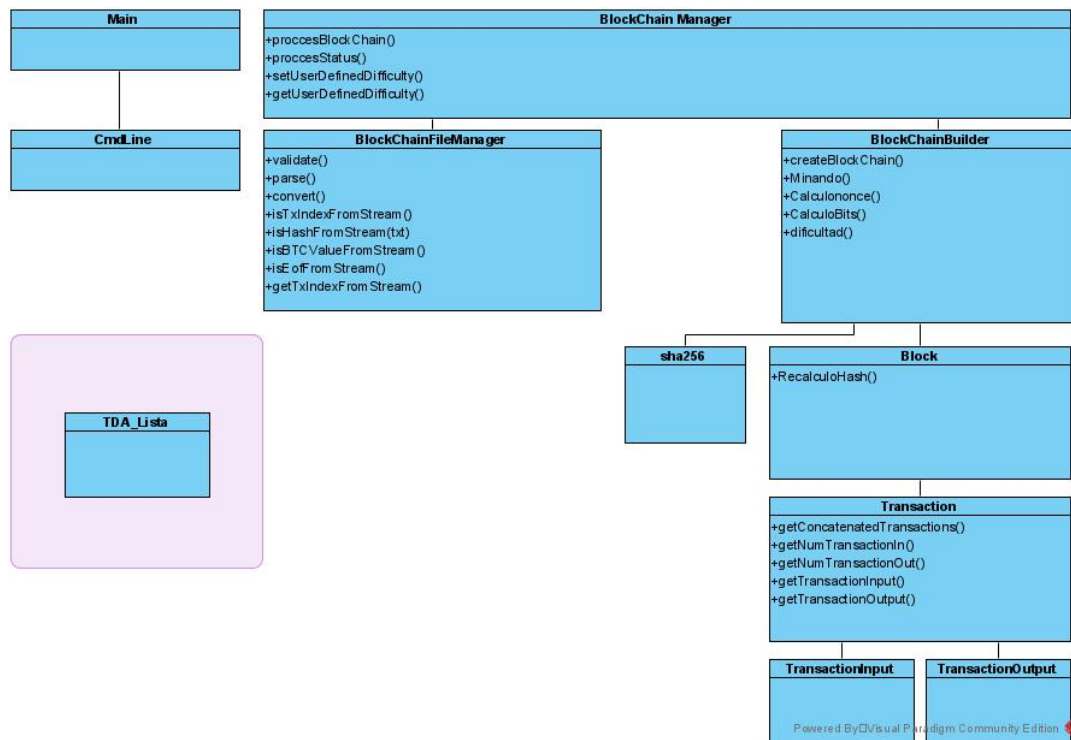 Main
BlockChain Manager
+proccesBlockChain()
+proccesStatus()
+setUserDefinedDifficulty()
+getUserDefinedDifficulty()
CmdLine
BlockChainFileManager
+validate()
+parse()
+convert()
+isTxIndexFromStream()
+isHashFromStream(txt)
+isBTCValueFromStream()
+isEofFromStream()
+getTxIndexFromStream()
BlockChainBuilder
+createBlockChain()
+Minando()
+Calculononce()
+CalculoBits()
+dificultad()
TDA_Lista
sha256
Block
+RecalculoHash()
Transaction
+getConcatenatedTransactions()
+getNumTransactionIn()
+getNumTransactionOut()
+getTransactionInput()
+getTransactionOutput()
TransactionInput
TransactionOutput
Powered By□Visual Paradigm Community Edition